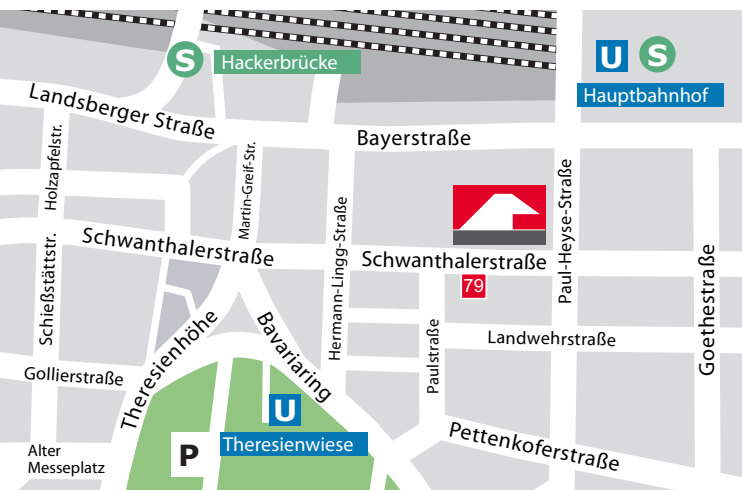 S
Hackerbrücke
U
S
Hauptbahnhof
Landsberger Straße
Bayerstraße
Holzapfelstr.
Martin-Greif-Str.
Hermann-Lingg-Straße
Paul-Heyse-Straße
Schwanthalerstraße
Schwanthalerstraße
79
Schießstättstr.
Theresienhöhe
Bavariaring
Paulstraße
Landwehrstraße
Goethestraße
Gollierstraße
U
Theresienwiese
P
Pettenkoferstraße
Alter
Messeplatz